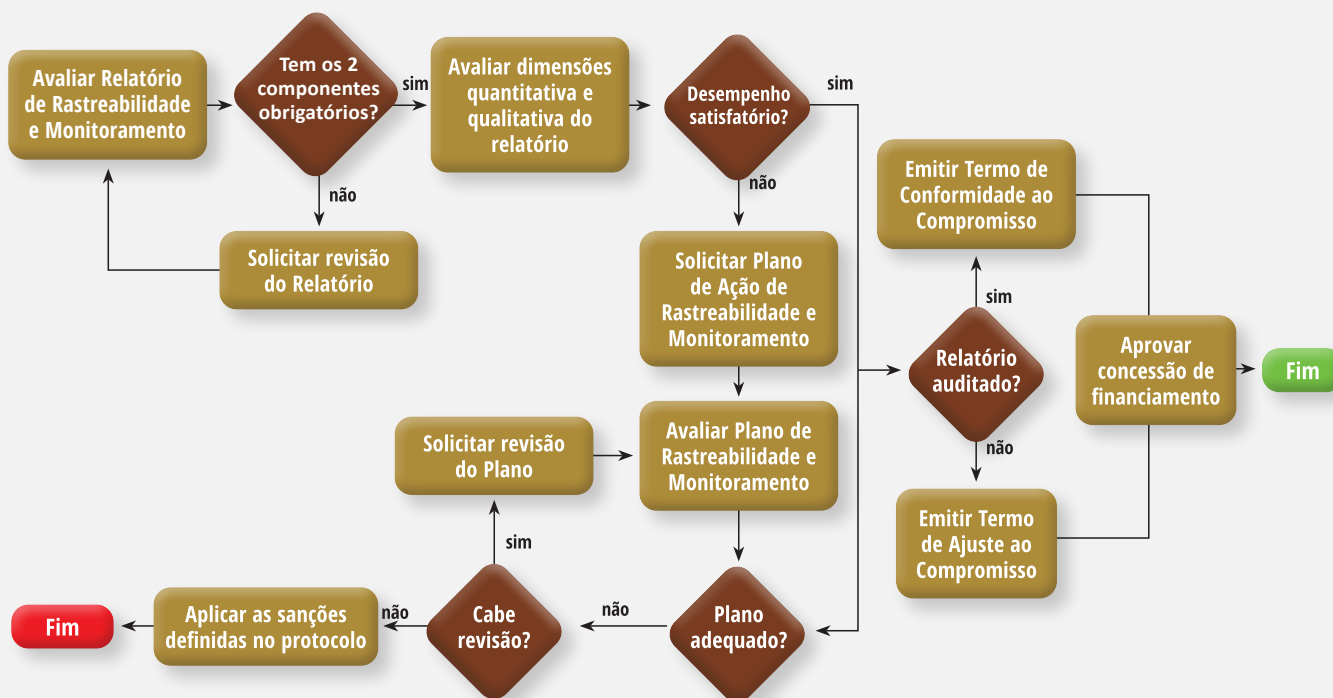 Avaliar Relatório
de Rastreabilidade
e Monitoramento
Tem os 2
componentes
obrigatórios?
sim
não
Solicitar revisão
do Relatório
Avaliar dimensões
quantitativa e
qualitativa do
relatório
Desempenho
satisfatório?
sim
não
Solicitar Plano
de Ação de
Rastreabilidade e
Monitoramento
Avaliar Plano de
Rastreabilidade e
Monitoramento
Solicitar revisão
do Plano
sim
Plano
adequado?
não
Cabe
revisão?
não
Aplicar as sanções
definidas no protocolo
Fim
Relatório
auditado?
sim
Emitir Termo de
Conformidade ao
Compromisso
não
Emitir Termo
de Ajuste ao
Compromisso
Aprovar
concessão de
financiamento
Fim